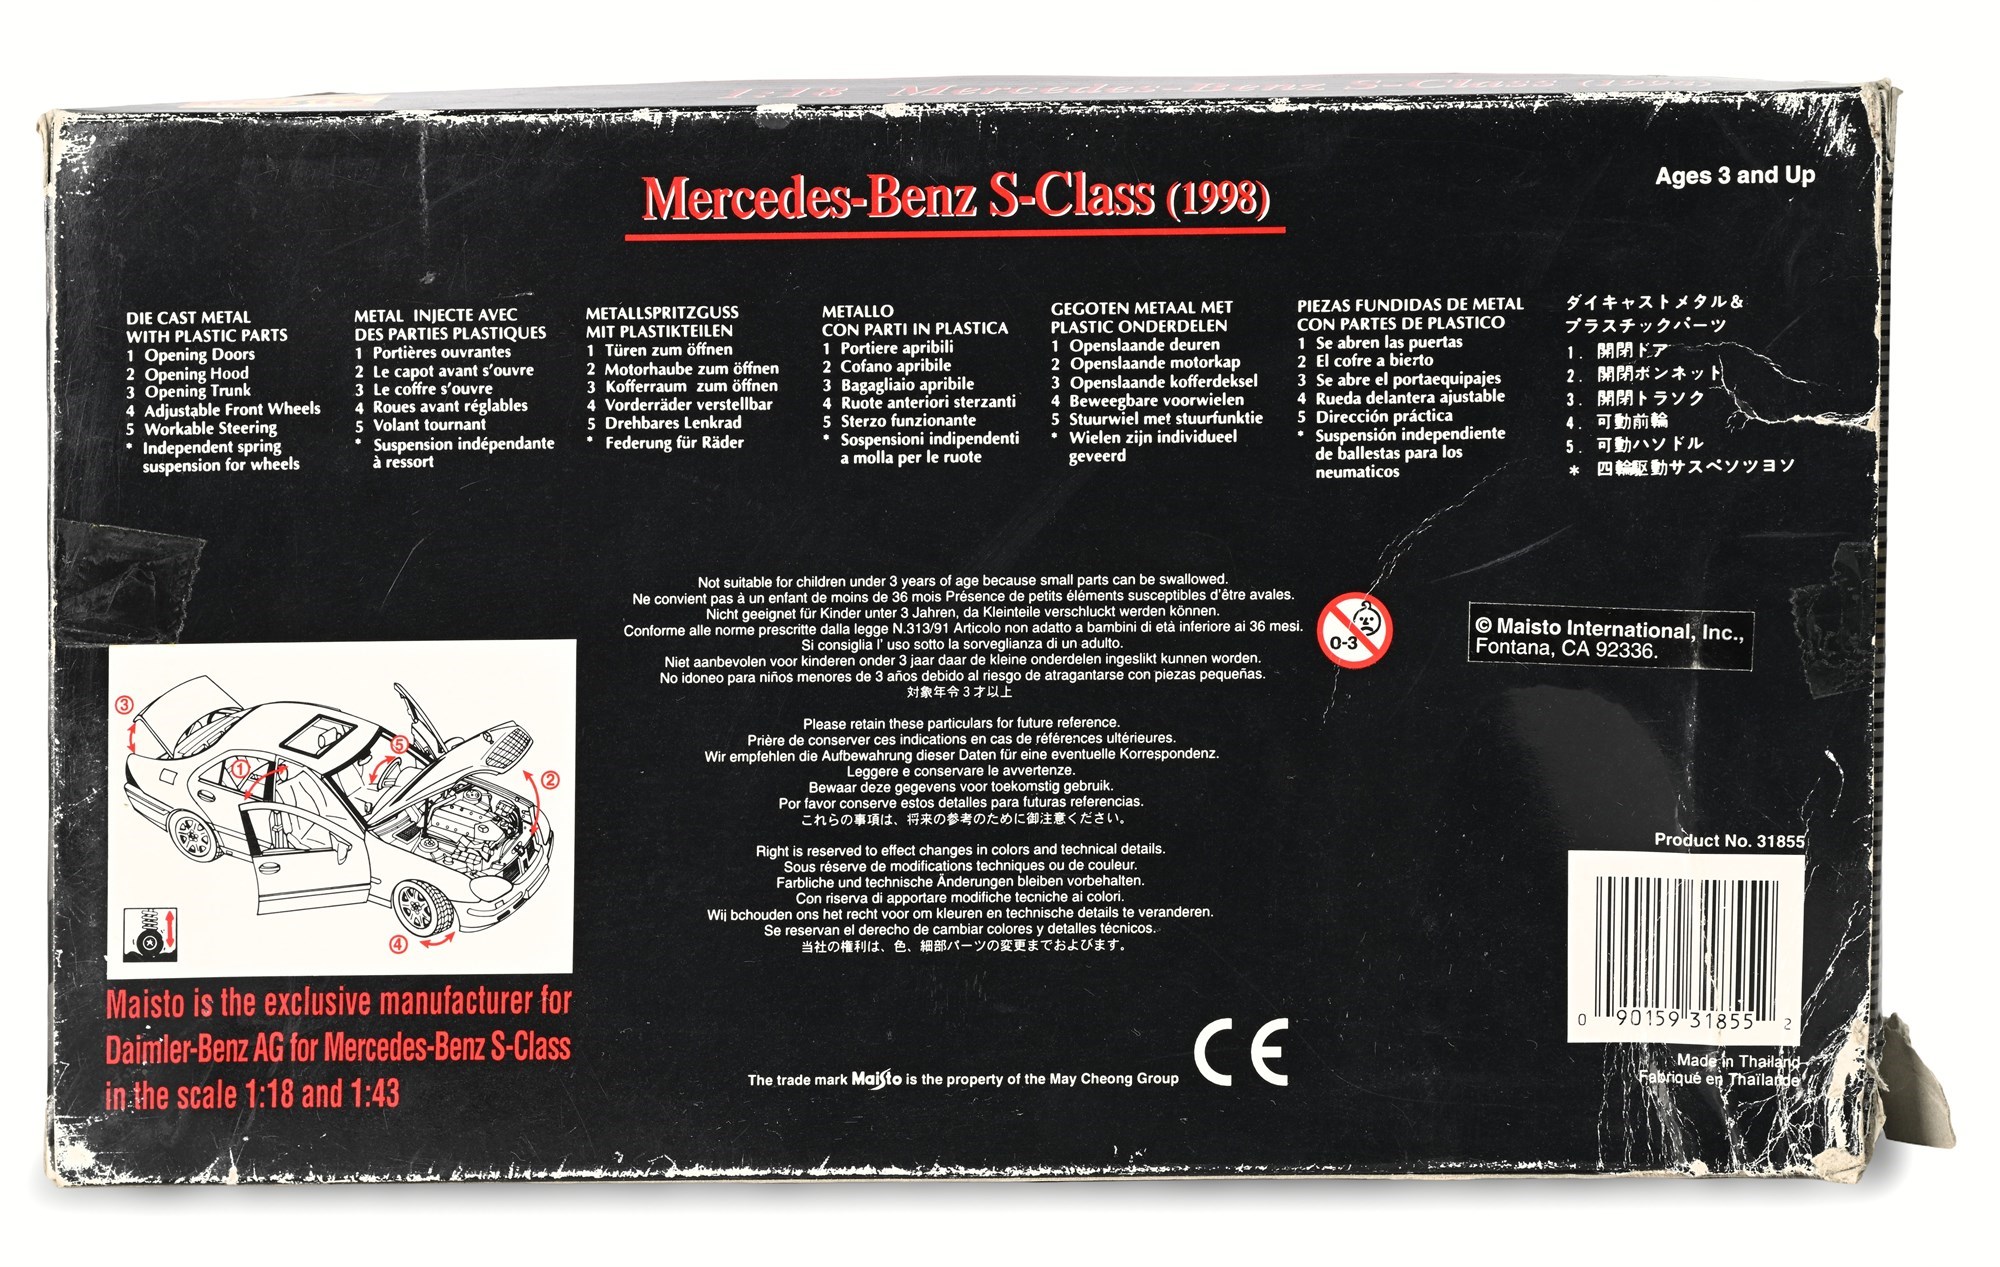 1:18 Mercedes-Benz S-Class (1998)
Mercedes-Benz S-Class (1998)
Ages 3 and Up
DIE CAST METAL
WITH PLASTIC PARTS
1 Opening Doors
2 Opening Hood
3 Opening Trunk
4 Adjustable Front Wheels
5 Workable Steering
* Independent spring
suspension for wheels
METAL INJECTE AVEC
DES PARTIES PLASTIQUES
1 Portières ouvrantes
2 Le capot avant s'ouvre
3 Le coffre s'ouvre
4 Roues avant réglables
5 Volant tournant
* Suspension indépendante
à ressort
METALLSPRITZGUSS
MIT PLASTIKTEILEN
1 Türen zum öffnen
2 Motorhaube zum öffnen
3 Kofferraum zum öffnen
4 Vorderräder verstellbar
5 Drehbares Lenkrad
* Federung für Räder
METALLO
CON PARTI IN PLASTICA
1 Portiere apribili
2 Cofano apribile
3 Bagagliaio apribile
4 Ruote anteriori sterzanti
5 Sterzo funzionante
* Sospensioni indipendenti
a molla per le ruote
GEGOTEN METAAL MET
PLASTIC ONDERDELEN
1 Openslaande deuren
2 Openslaande motorkap
3 Openslaande kofferdeksel
4 Beweegbare voorwielen
5 Stuurwiel met stuurfunktie
* Wielen zijn individueel
geveerd
PIEZAS FUNDIDAS DE METAL
CON PARTES DE PLASTICO
1 Se abren las puertas
2 El cofre a bierto
3 Se abre el portaequipajes
4 Rueda delantera ajustable
5 Dirección práctica
* Suspensión independiente
de ballestas para los
neumaticos
ダイキャストメタル&
プラスチックパーツ
1. 開閉ドア
2. 開閉ボンネット
3. 開閉トラソク
4. 可動前輪
5. 可動ハソドル
* 四輪駆動サスペソツヨソ
Not suitable for children under 3 years of age because small parts can be swallowed.
Ne convient pas à un enfant de moins de 36 mois Présence de petits éléments susceptibles d'être avales.
Nicht geeignet für Kinder unter 3 Jahren, da Kleinteile verschluckt werden können.
Conforme alle norme prescritte dalla legge N.313/91 Articolo non adatto a bambini di età inferiore ai 36 mesi.
Si consiglia l' uso sotto la sorveglianza di un adulto.
Niet aanbevolen voor kinderen onder 3 jaar daar de kleine onderdelen ingeslikt kunnen worden.
No idoneo para niños menores de 3 años debido al riesgo de atragantarse con piezas pequeñas.
対象年令3才以上
0-3
© Maisto International, Inc.,
Fontana, CA 92336.
Please retain these particulars for future reference.
Prière de conserver ces indications en cas de références ultérieures.
Wir empfehlen die Aufbewahrung dieser Daten für eine eventuelle Korrespondenz.
Leggere e conservare le avvertenze.
Bewaar deze gegevens voor toekomstig gebruik.
Por favor conserve estos detalles para futuras referencias.
これらの事項は、将来の参考のために御注意ください。
Right is reserved to effect changes in colors and technical details.
Sous réserve de modifications techniques ou de couleur.
Farbliche und technische Änderungen bleiben vorbehalten.
Con riserva di apportare modifiche tecniche ai colori.
Wij bchouden ons het recht voor om kleuren en technische details te veranderen.
Se reservan el derecho de cambiar colores y detalles técnicos.
当社の権利は、色、細部パーツの変更までおよびます。
3
1
5
2
4
Maisto is the exclusive manufacturer for
Daimler-Benz AG for Mercedes-Benz S-Class
in the scale 1:18 and 1:43
The trade mark Maisto is the property of the May Cheong Group
CE
Product No. 31855
0 90159 31855 2
Made in Thailand
Fabriqué en Thaïlande